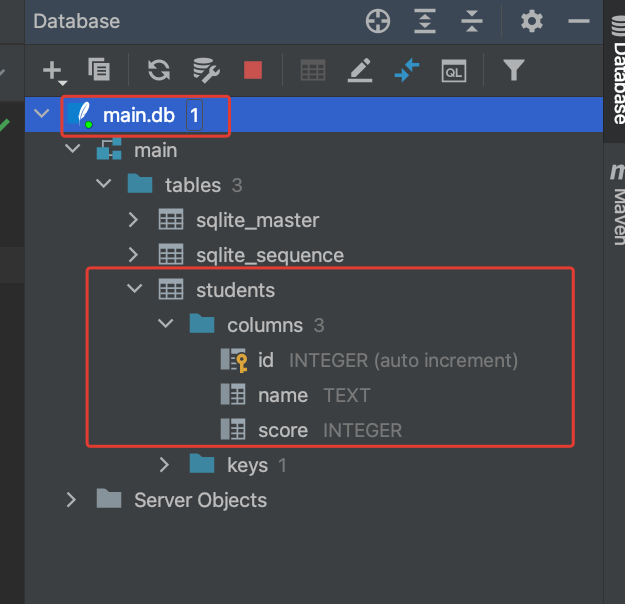 Database
QL
main.db 1
main
tables 3
sqlite_master
sqlite_sequence
students
columns 3
id INTEGER (auto increment)
name TEXT
score INTEGER
keys 1
Server Objects
Database
m
Maven